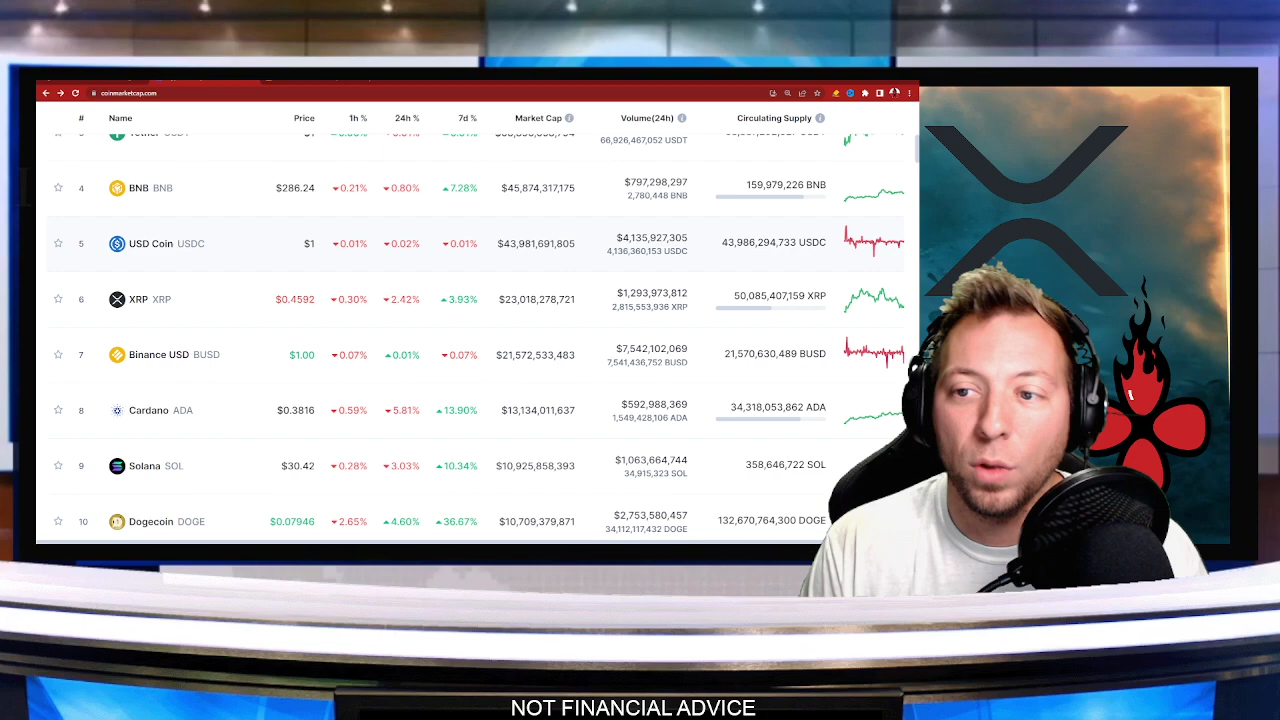 coinmarketcap.com
# Name Price 1h % 24h % 7d % Market Cap Volume(24h) Circulating Supply
66,926,467,052 USDT
4 BNB BNB $286.24 0.21% 0.80% 7.28% $45,874,317,175 $797,298,297 159,979,226 BNB
2,780,448 BNB
5 USD Coin USDC $1 0.01% 0.02% 0.01% $43,981,691,805 $4,135,927,305 43,986,294,733 USDC
4,136,360,153 USDC
6 XRP XRP $0.4592 0.30% 2.42% 3.93% $23,018,278,721 $1,293,973,812 50,085,407,159 XRP
2,815,553,936 XRP
7 Binance USD BUSD $1.00 0.07% 0.01% 0.07% $21,572,533,483 $7,542,102,069 21,570,630,489 BUSD
7,541,436,752 BUSD
8 Cardano ADA $0.3816 0.59% 5.81% 13.90% $13,134,011,637 $592,988,369 34,318,053,862 ADA
1,549,428,106 ADA
9 Solana SOL $30.42 0.28% 3.03% 10.34% $10,925,858,393 $1,063,664,744 358,646,722 SOL
34,915,323 SOL
10 Dogecoin DOGE $0.07946 2.65% 4.60% 36.67% $10,709,379,871 $2,753,580,457 132,670,764,300 DOGE
34,112,117,432 DOGE
NOT FINANCIAL ADVICE